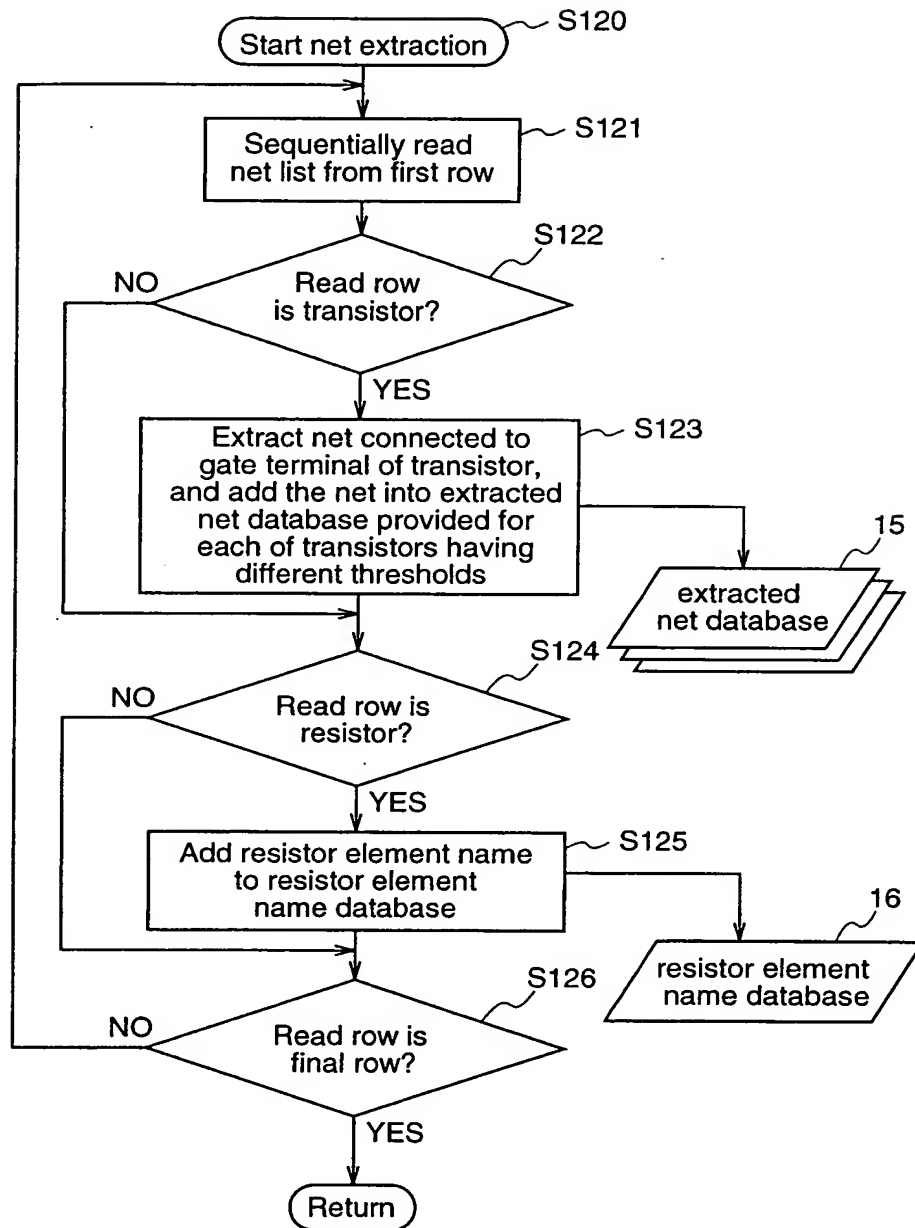 Start net extraction
S120
Sequentially read
net list from first row
S121
Read row
is transistor?
S122
NO
YES
Extract net connected to
gate terminal of transistor,
and add the net into extracted
net database provided for
each of transistors having
different thresholds
S123
15
extracted
net database
Read row is
resistor?
S124
NO
YES
Add resistor element name
to resistor element
name database
S125
16
resistor element
name database
Read row is
final row?
S126
NO
YES
Return